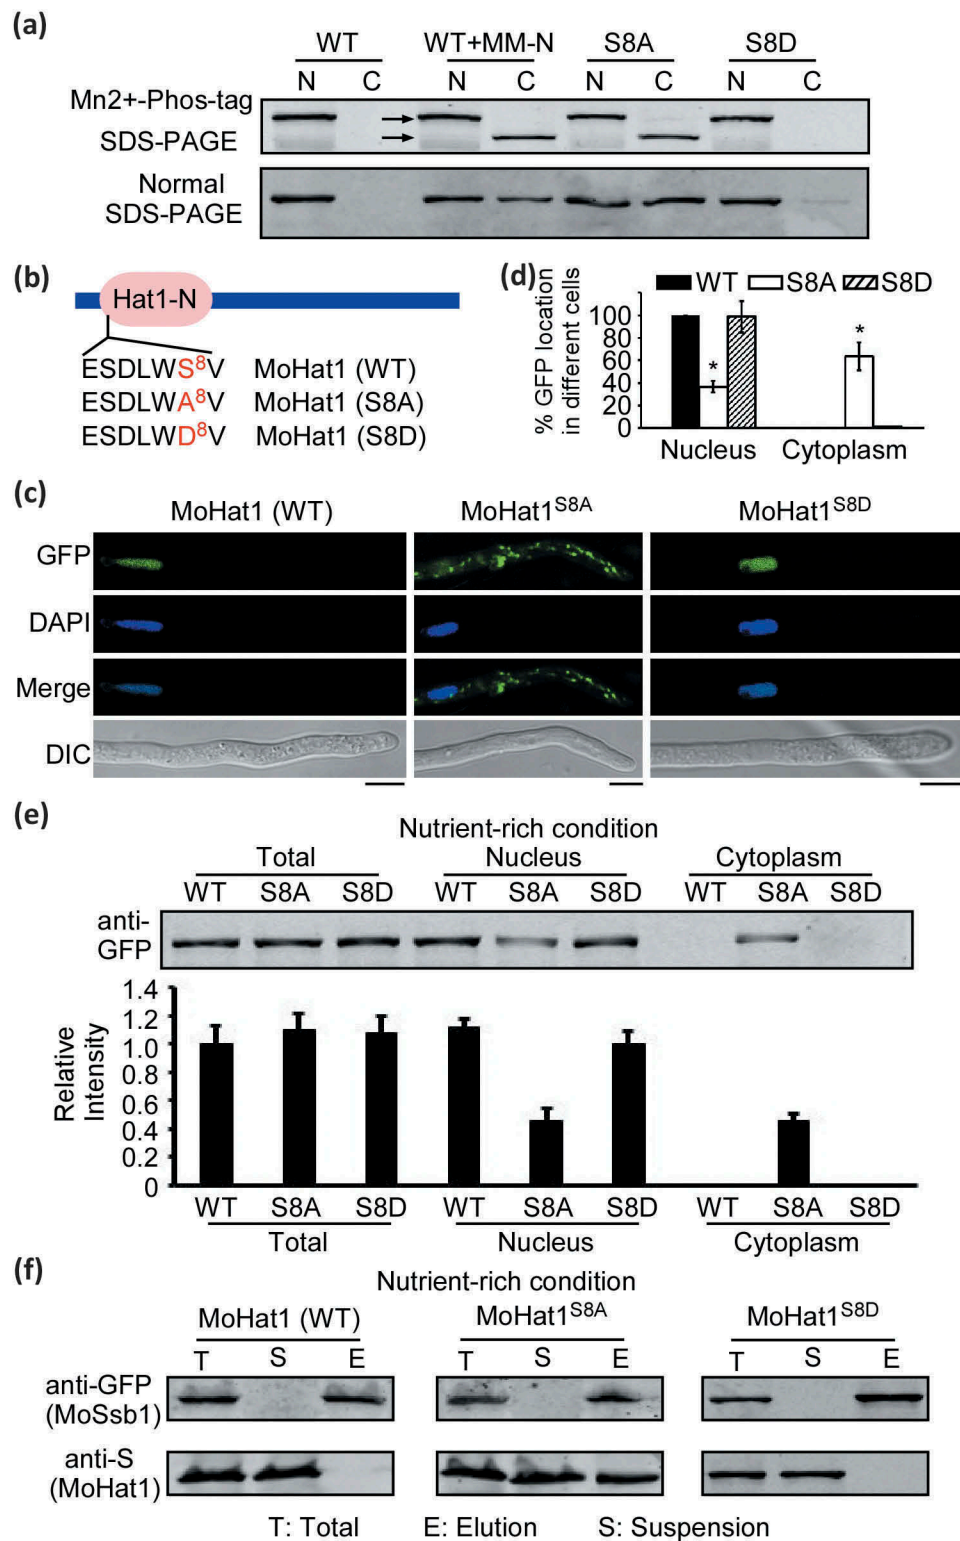 (a)
WT WT+MM-N S8A S8D
N C N C N C N C
Mn2+-Phos-tag
SDS-PAGE
Normal
SDS-PAGE
(b)
Hat1-N
ESDLWS8V MoHat1 (WT)
ESDLWA8V MoHat1 (S8A)
ESDLWD8V MoHat1 (S8D)
(d)
WT S8A S8D
% GFP location
in different cells
100
80
60
40
20
0
* *
Nucleus Cytoplasm
(c)
MoHat1 (WT) MoHat1S8A MoHat1S8D
GFP
DAPI
Merge
DIC
(e)
Nutrient-rich condition
Total Nucleus Cytoplasm
WT S8A S8D WT S8A S8D WT S8A S8D
anti-
GFP
Relative
Intensity
1.4
1.2
1.0
0.8
0.6
0.4
0.2
0
WT S8A S8D WT S8A S8D WT S8A S8D
Total Nucleus Cytoplasm
(f)
Nutrient-rich condition
MoHat1 (WT) MoHat1S8A MoHat1S8D
T S E T S E T S E
anti-GFP
(MoSsb1)
anti-S
(MoHat1)
T: Total E: Elution S: Suspension